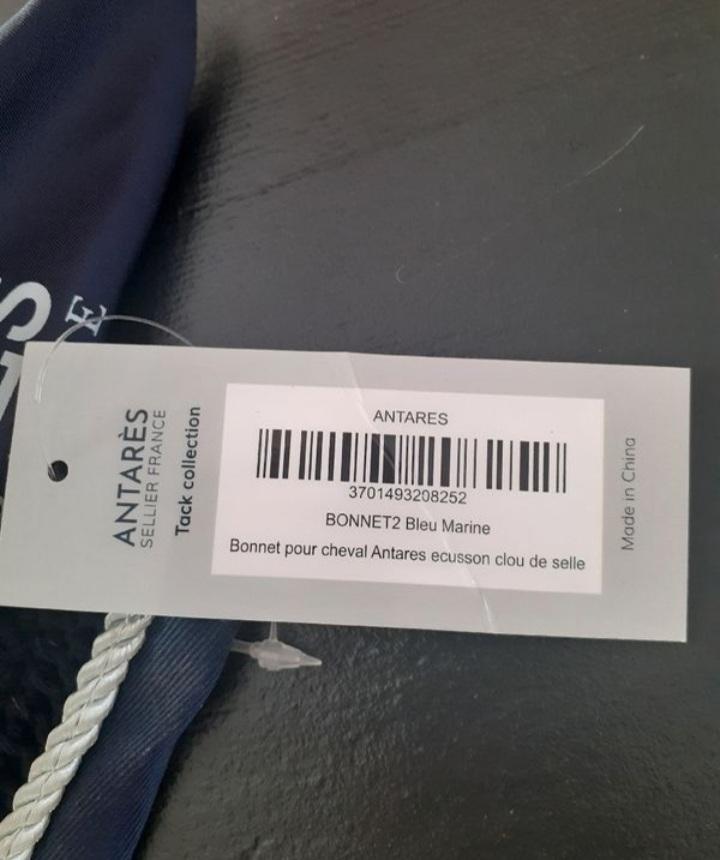 S
E
ANTARÈS
SELLIER FRANCE
Tack collection
ANTARES
3701493208252
BONNET2 Bleu Marine
Bonnet pour cheval Antares ecusson clou de selle
Made in China